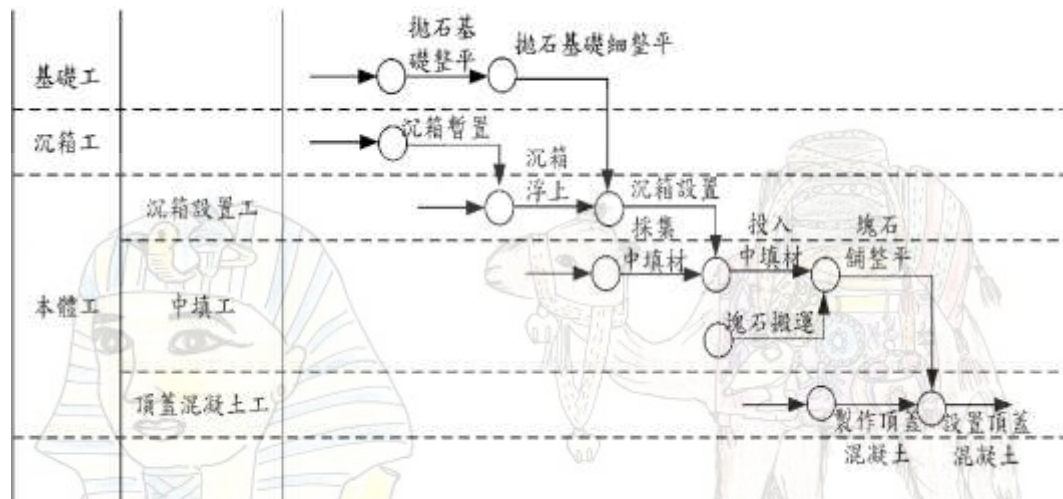 基礎工
拋石基
礎整平
拋石基礎細整平
沉箱工
沉箱暫置
沉箱設置工
沉箱
浮上
沉箱設置
本體工
中填工
採集
中填材
投入
中填材
塊石
舖整平
塊石搬運
頂蓋混凝土工
製作頂蓋
混凝土
設置頂蓋
混凝土